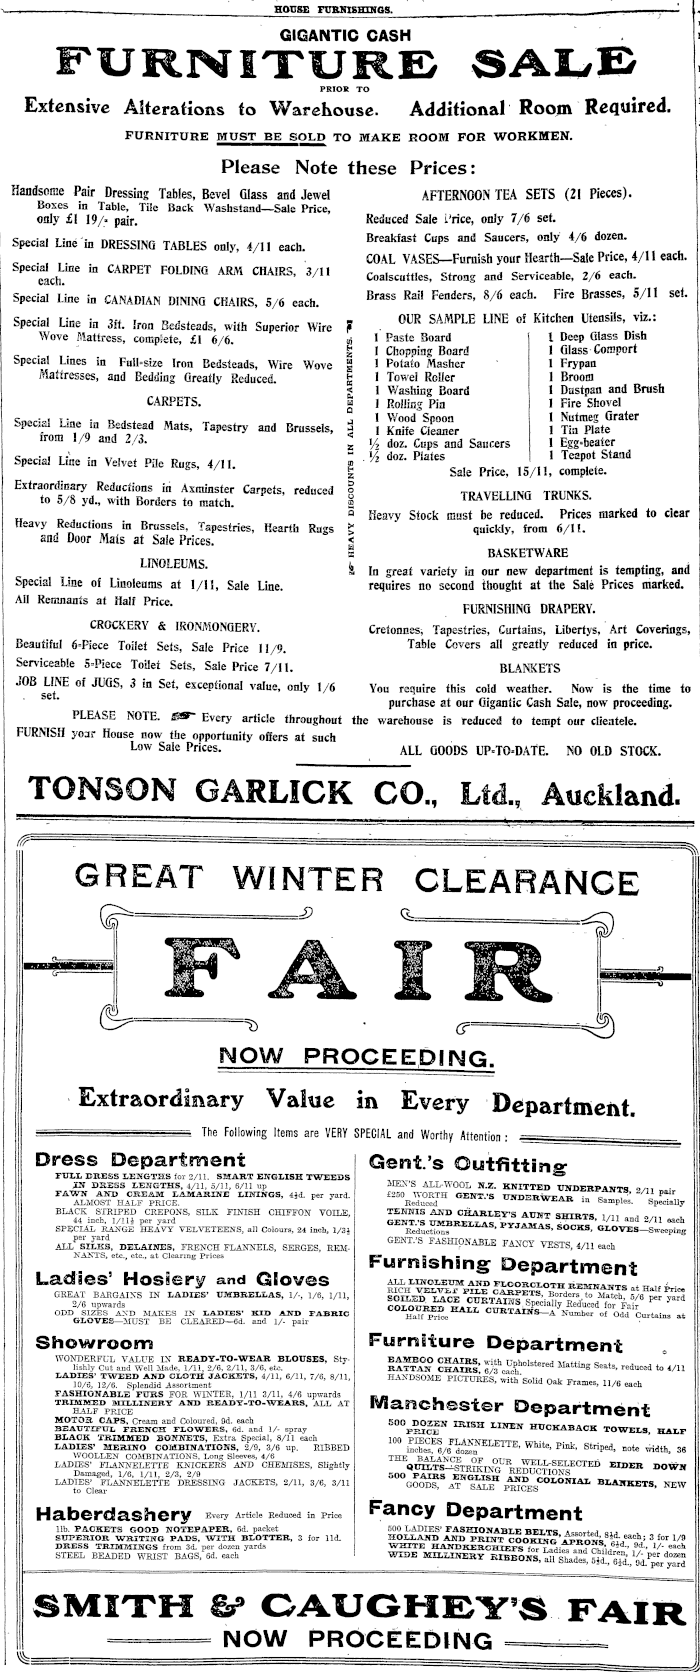 HOUSE FURNISHINGS.
GIGANTIC CASH
FURNITURE SALE
PRIOR TO
Extensive Alterations to Warehouse. Additional Room Required.
FURNITURE MUST BE SOLD TO MAKE ROOM FOR WORKMEN.
Please Note these Prices:
Handsome Pair Dressing Tables, Bevel Glass and Jewel
Boxes in Table, Tile Back Washstand—Sale Price,
only £1 19/- pair.
Special Line in DRESSING TABLES only, 4/11 each.
Special Line in CARPET FOLDING ARM CHAIRS, 3/11
each.
Special Line in CANADIAN DINING CHAIRS, 5/6 each.
Special Line in 3ft. Iron Bedsteads, with Superior Wire
Wove Mattress, complete, £1 6/6.
Special Lines in Full-size Iron Bedsteads, Wire Wove
Mattresses, and Bedding Greatly Reduced.
CARPETS.
Special Line in Bedstead Mats, Tapestry and Brussels,
from 1/9 and 2/3.
Special Line in Velvet Pile Rugs, 4/11.
Extraordinary Reductions in Axminster Carpets, reduced
to 5/8 yd., with Borders to match.
Heavy Reductions in Brussels, Tapestries, Hearth Rugs
and Door Mats at Sale Prices.
LINOLEUMS.
Special Line of Linoleums at 1/11, Sale Line.
All Remnants at Half Price.
CROCKERY & IRONMONGERY.
Beautiful 6-Piece Toilet Sets, Sale Price 11/9.
Serviceable 5-Piece Toilet Sets, Sale Price 7/11.
JOB LINE of JUGS, 3 in Set, exceptional value, only 1/6
set.
HEAVY DISCOUNTS IN ALL DEPARTMENTS.
AFTERNOON TEA SETS (21 Pieces).
Reduced Sale Price, only 7/6 set.
Breakfast Cups and Saucers, only 4/6 dozen.
COAL VASES—Furnish your Hearth—Sale Price, 4/11 each.
Coalscuttles, Strong and Serviceable, 2/6 each.
Brass Rail Fenders, 8/6 each. Fire Brasses, 5/11 set.
OUR SAMPLE LINE of Kitchen Utensils, viz.:
1 Paste Board
1 Chopping Board
1 Potato Masher
1 Towel Roller
1 Washing Board
1 Rolling Pin
1 Wood Spoon
1 Knife Cleaner
½ doz. Cups and Saucers
½ doz. Plates
1 Deep Glass Dish
1 Glass Comport
1 Frypan
1 Broom
1 Dustpan and Brush
1 Fire Shovel
1 Nutmeg Grater
1 Tin Plate
1 Egg-beater
1 Teapot Stand
Sale Price, 15/11, complete.
TRAVELLING TRUNKS.
Heavy Stock must be reduced. Prices marked to clear
quickly, from 6/11.
BASKETWARE
In great variety in our new department is tempting, and
requires no second thought at the Sale Prices marked.
FURNISHING DRAPERY.
Cretonnes, Tapestries, Curtains, Libertys, Art Coverings,
Table Covers all greatly reduced in price.
BLANKETS
You require this cold weather. Now is the time to
purchase at our Gigantic Cash Sale, now proceeding.
PLEASE NOTE. Every article throughout the warehouse is reduced to tempt our clientele.
FURNISH your House now the opportunity offers at such
Low Sale Prices.
ALL GOODS UP-TO-DATE. NO OLD STOCK.
TONSON GARLICK CO., Ltd., Auckland.
GREAT WINTER CLEARANCE
FAIR
NOW PROCEEDING.
Extraordinary Value in Every Department.
The Following Items are VERY SPECIAL and Worthy Attention:
Dress Department
FULL DRESS LENGTHS for 2/11. SMART ENGLISH TWEEDS
IN DRESS LENGTHS, 4/11, 5/11, 6/11 up
FAWN AND CREAM LAMARINE LININGS, 4½d. per yard.
ALMOST HALF PRICE.
BLACK STRIPED CREPONS, SILK FINISH CHIFFON VOILE,
44 inch, 1/11½ per yard
SPECIAL RANGE HEAVY VELVETEENS, all Colours, 24 inch, 1/3½
per yard
ALL SILKS, DELAINES, FRENCH FLANNELS, SERGES, REM-
NANTS, etc., etc., at Clearing Prices
Ladies' Hosiery and Gloves
GREAT BARGAINS IN LADIES' UMBRELLAS, 1/-, 1/6, 1/11,
2/6 upwards
ODD SIZES AND MAKES IN LADIES' KID AND FABRIC
GLOVES—MUST BE CLEARED—6d. and 1/- pair
Showroom
WONDERFUL VALUE IN READY-TO-WEAR BLOUSES, Sty-
lishly Cut and Well Made, 1/11, 2/6, 2/11, 3/6, etc.
LADIES' TWEED AND CLOTH JACKETS, 4/11, 6/11, 7/6, 8/11,
10/6, 12/6. Splendid Assortment
FASHIONABLE FURS FOR WINTER, 1/11 3/11, 4/6 upwards
TRIMMED MILLINERY AND READY-TO-WEARS, ALL AT
HALF PRICE
MOTOR CAPS, Cream and Coloured, 9d. each
BEAUTIFUL FRENCH FLOWERS, 6d. and 1/- spray
BLACK TRIMMED BONNETS, Extra Special, 8/11 each
LADIES' MERINO COMBINATIONS, 2/9, 3/6 up. RIBBED
WOOLLEN COMBINATIONS, Long Sleeves, 4/6
LADIES' FLANNELETTE KNICKERS AND CHEMISES, Slightly
Damaged, 1/6, 1/11, 2/3, 2/9
LADIES' FLANNELETTE DRESSING JACKETS, 2/11, 3/6, 3/11
to Clear
Haberdashery Every Article Reduced in Price
1lb. PACKETS GOOD NOTEPAPER, 6d. packet
SUPERIOR WRITING PADS, WITH BLOTTER, 3 for 11d.
DRESS TRIMMINGS from 3d. per dozen yards
STEEL BEADED WRIST BAGS, 6d. each
Gent.'s Outfitting
MEN'S ALL-WOOL N.Z. KNITTED UNDERPANTS, 2/11 pair
£250 WORTH GENT.'S UNDERWEAR in Samples. Specially
Reduced
TENNIS AND CHARLEY'S AUNT SHIRTS, 1/11 and 2/11 each
GENT.'S UMBRELLAS, PYJAMAS, SOCKS, GLOVES—Sweeping
Reductions
GENT.'S FASHIONABLE FANCY VESTS, 4/11 each
Furnishing Department
ALL LINOLEUM AND FLOORCLOTH REMNANTS at Half Price
RICH VELVET PILE CARPETS, Borders to Match, 5/6 per yard
SOILED LACE CURTAINS Specially Reduced for Fair
COLOURED HALL CURTAINS—A Number of Odd Curtains at
Half Price
Furniture Department
BAMBOO CHAIRS, with Upholstered Matting Seats, reduced to 4/11
RATTAN CHAIRS, 6/3 each.
HANDSOME PICTURES, with Solid Oak Frames, 11/6 each
Manchester Department
500 DOZEN IRISH LINEN HUCKABACK TOWELS, HALF
PRICE
100 PIECES FLANNELETTE, White, Pink, Striped, note width, 36
inches, 6/6 dozen
THE BALANCE OF OUR WELL-SELECTED EIDER DOWN
QUILTS—STRIKING REDUCTIONS
500 PAIRS ENGLISH AND COLONIAL BLANKETS, NEW
GOODS, AT SALE PRICES
Fancy Department
500 LADIES' FASHIONABLE BELTS, Assorted, 8½d. each; 3 for 1/9
HOLLAND AND PRINT COOKING APRONS, 6½d., 9d., 1/- each
WHITE HANDKERCHIEFS for Ladies and Children, 1/- per dozen
WIDE MILLINERY RIBBONS, all Shades, 5½d., 6½d., 9d. per yard
SMITH & CAUGHEY'S FAIR
NOW PROCEEDING